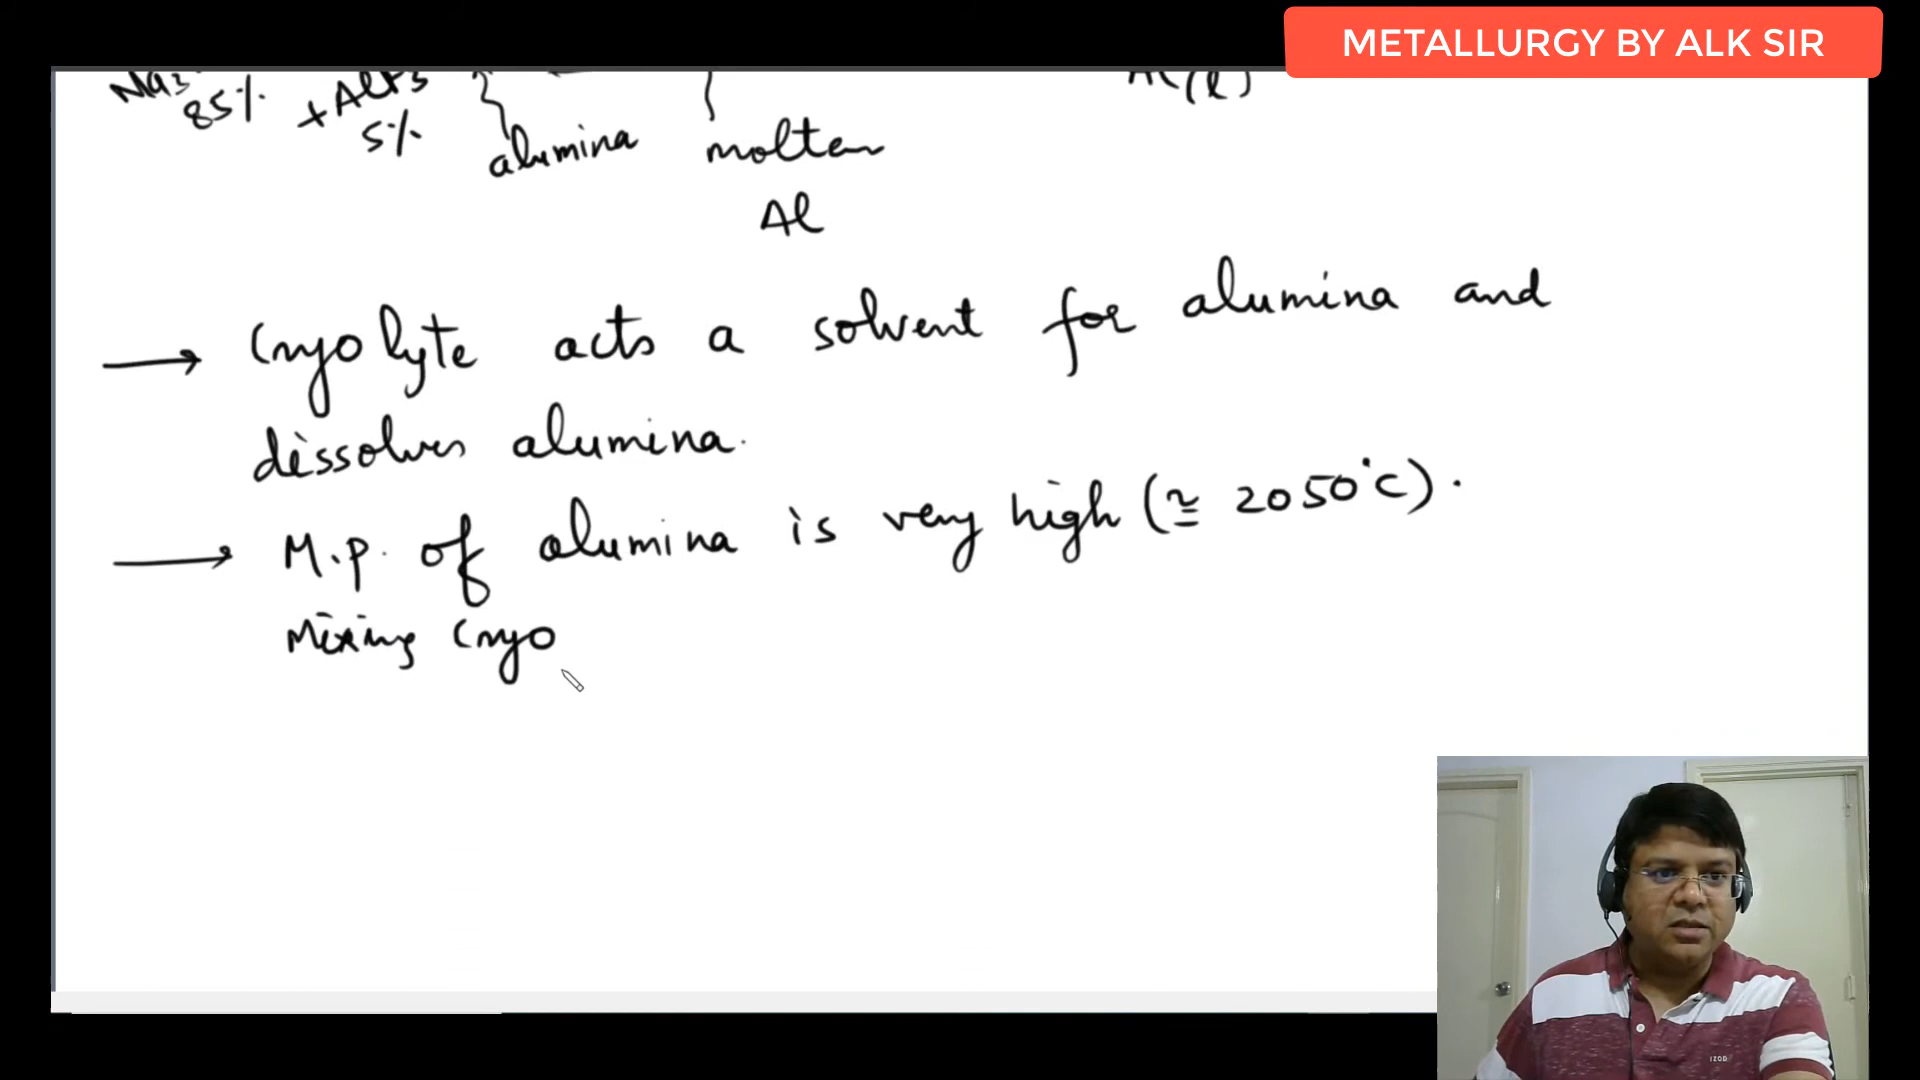 METALLURGY BY ALK SIR
85% + AlF3
5%
alumina molten
Al
→ Cryolyte acts a solvent for alumina and
dissolves alumina.
→ M.p. of alumina is very high (≅ 2050°C).
Mixing Cryo
IZOD